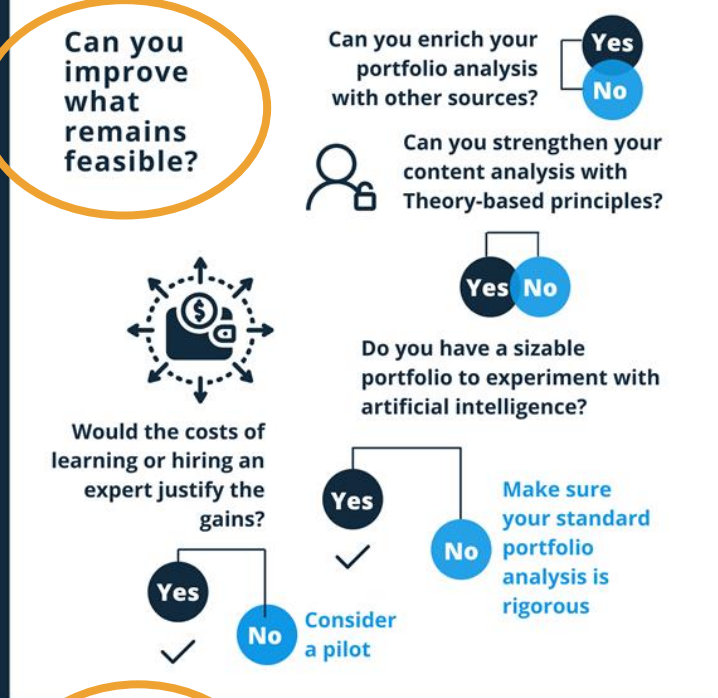 Can you
improve
what
remains
feasible?
Can you enrich your
portfolio analysis
with other sources?
Yes
No
Can you strengthen your
content analysis with
Theory-based principles?
Yes No
Do you have a sizable
portfolio to experiment with
artificial intelligence?
Yes
No
Make sure
your standard
portfolio
analysis is
rigorous
$
Would the costs of
learning or hiring an
expert justify the
gains?
Yes
No
Consider
a pilot